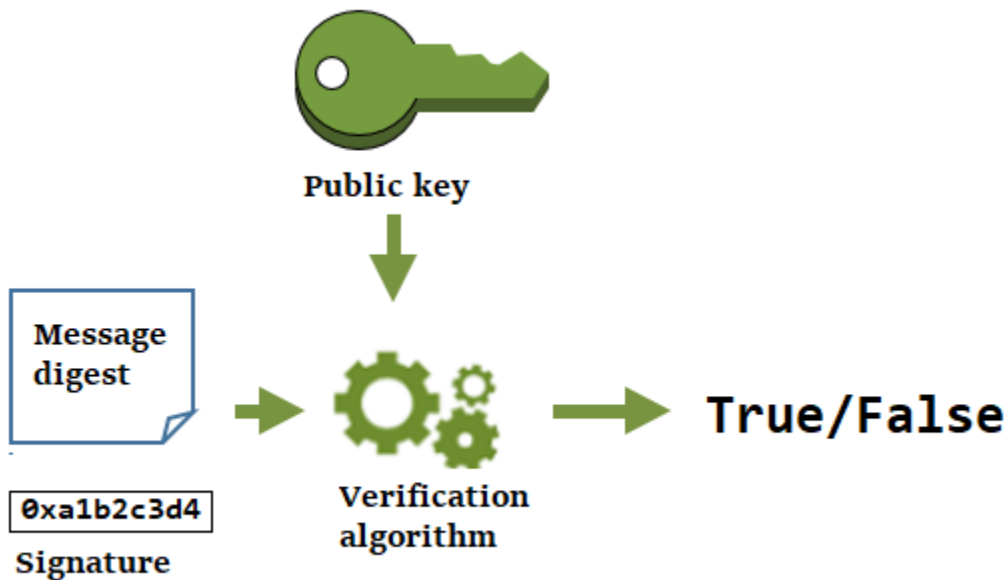 Public key
Message
digest
True/False
0xa1b2c3d4
Signature
Verification
algorithm